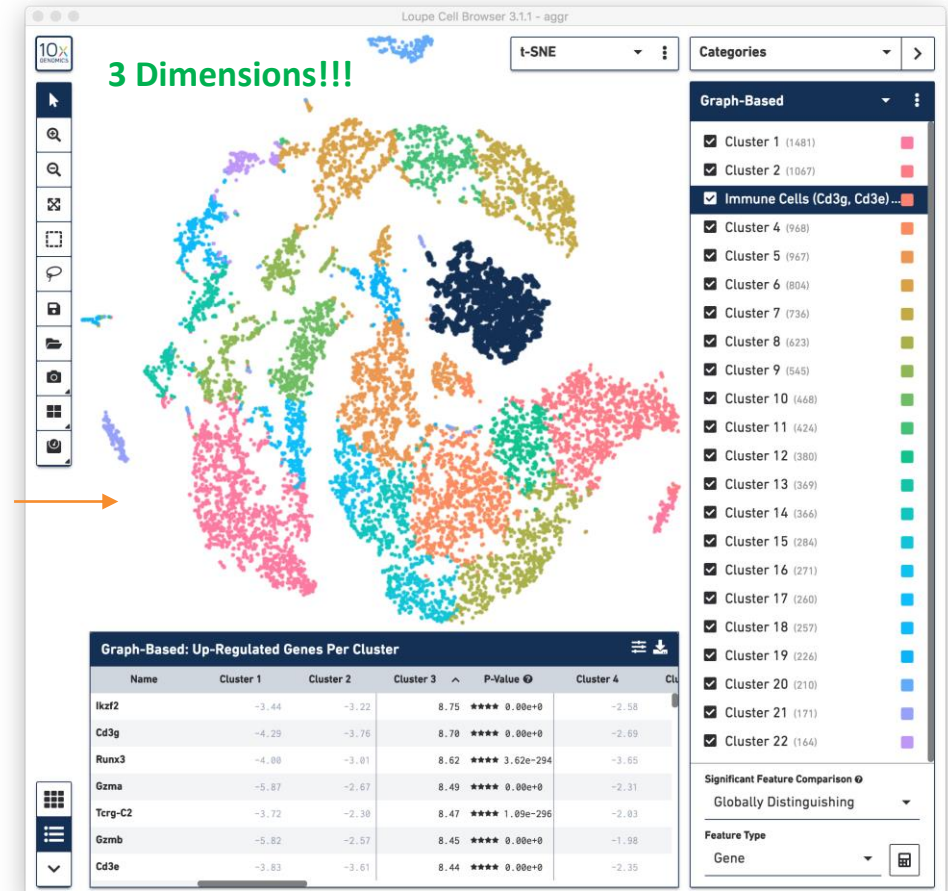 Loupe Cell Browser 3.1.1 - aggr
10x
GENOMICS
3 Dimensions!!!
t-SNE
Categories
Graph-Based
Cluster 1 (1481)
Cluster 2 (1067)
Immune Cells (Cd3g, Cd3e) ...
Cluster 4 (968)
Cluster 5 (967)
Cluster 6 (804)
Cluster 7 (736)
Cluster 8 (623)
Cluster 9 (545)
Cluster 10 (468)
Cluster 11 (424)
Cluster 12 (380)
Cluster 13 (369)
Cluster 14 (366)
Cluster 15 (284)
Cluster 16 (271)
Cluster 17 (260)
Cluster 18 (257)
Cluster 19 (226)
Cluster 20 (210)
Cluster 21 (171)
Cluster 22 (164)
Significant Feature Comparison
Globally Distinguishing
Feature Type
Gene
Graph-Based: Up-Regulated Genes Per Cluster
Name Cluster 1 Cluster 2 Cluster 3 P-Value Cluster 4 Clu
Ikzf2 -3.44 -3.22 8.75 **** 0.00e+0 -2.58
Cd3g -4.29 -3.76 8.70 **** 0.00e+0 -2.69
Runx3 -4.00 -3.01 8.62 **** 3.62e-294 -3.65
Gzma -5.87 -2.67 8.49 **** 0.00e+0 -2.31
Tcrg-C2 -3.72 -2.30 8.47 **** 1.09e-296 -2.03
Gzmb -5.82 -2.57 8.45 **** 0.00e+0 -1.98
Cd3e -3.83 -3.61 8.44 **** 0.00e+0 -2.35